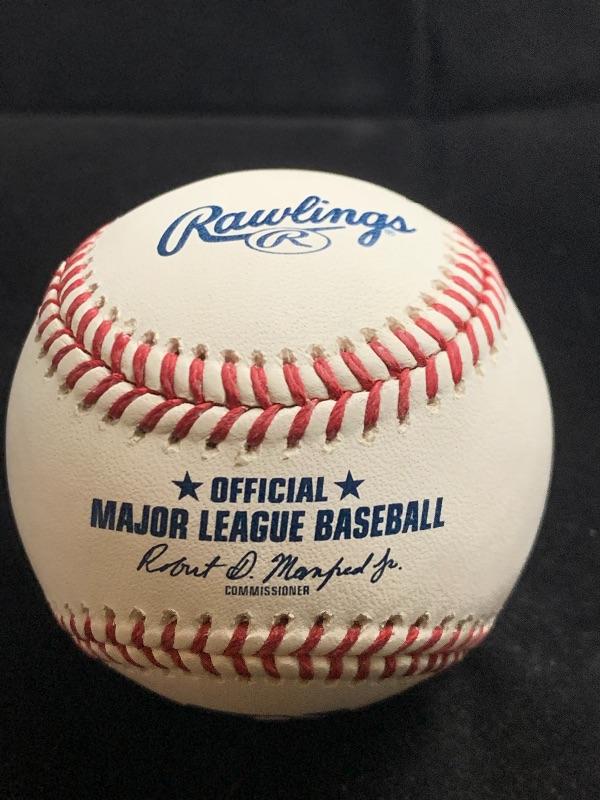 Rawlings®
R
★ OFFICIAL ★
MAJOR LEAGUE BASEBALL
Robert D. Manfred Jr.
COMMISSIONER